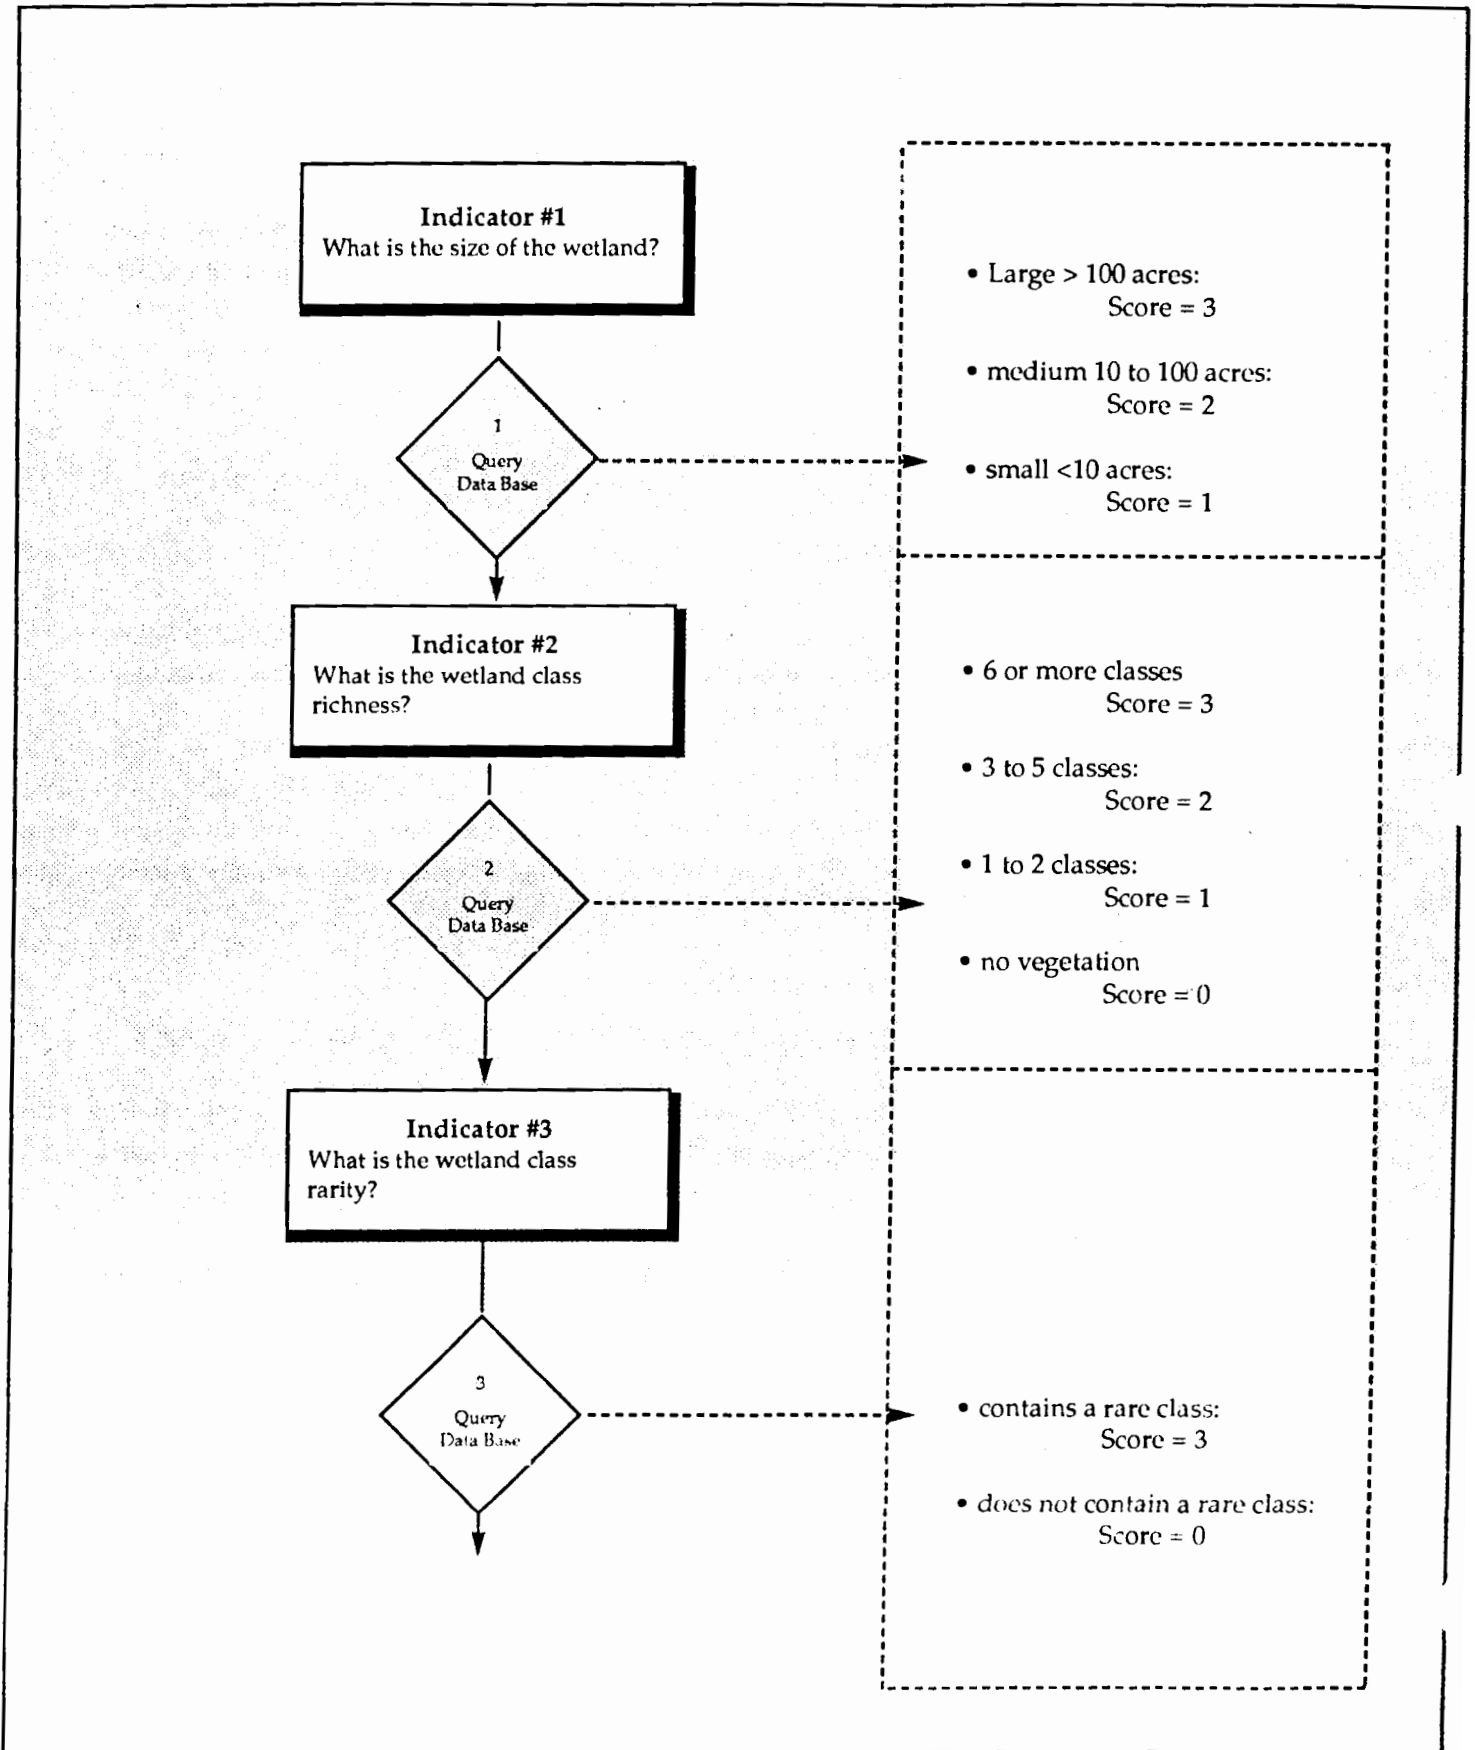 Indicator #1
What is the size of the wetland?
1
Query
Data Base
• Large > 100 acres:
Score = 3
• medium 10 to 100 acres:
Score = 2
• small <10 acres:
Score = 1
Indicator #2
What is the wetland class
richness?
2
Query
Data Base
• 6 or more classes
Score = 3
• 3 to 5 classes:
Score = 2
• 1 to 2 classes:
Score = 1
• no vegetation
Score = 0
Indicator #3
What is the wetland class
rarity?
3
Query
Data Base
• contains a rare class:
Score = 3
• does not contain a rare class:
Score = 0